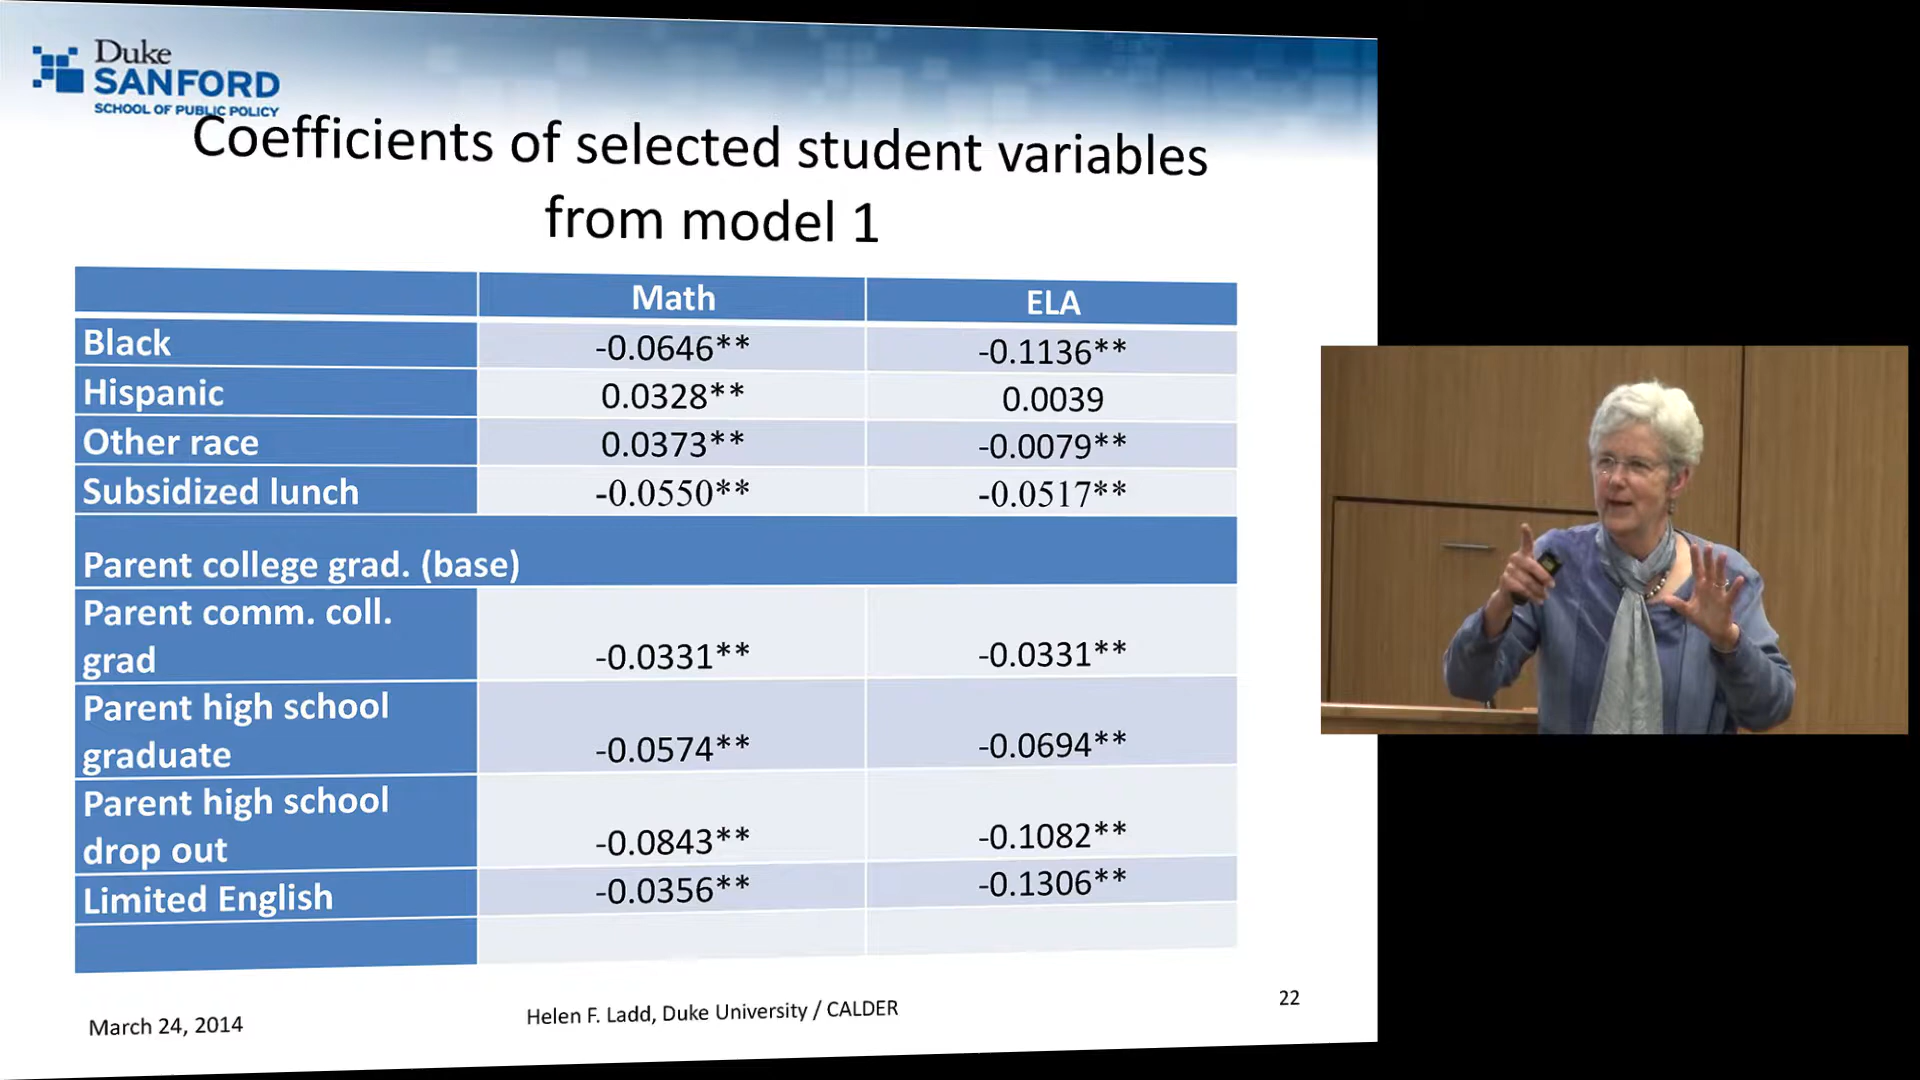 Duke
SANFORD
SCHOOL OF PUBLIC POLICY
Coefficients of selected student variables
from model 1
Math ELA
Black -0.0646** -0.1136**
Hispanic 0.0328** 0.0039
Other race 0.0373** -0.0079**
Subsidized lunch -0.0550** -0.0517**
Parent college grad. (base)
Parent comm. coll.
grad -0.0331** -0.0331**
Parent high school
graduate -0.0574** -0.0694**
Parent high school
drop out -0.0843** -0.1082**
Limited English -0.0356** -0.1306**
March 24, 2014 Helen F. Ladd, Duke University / CALDER 22